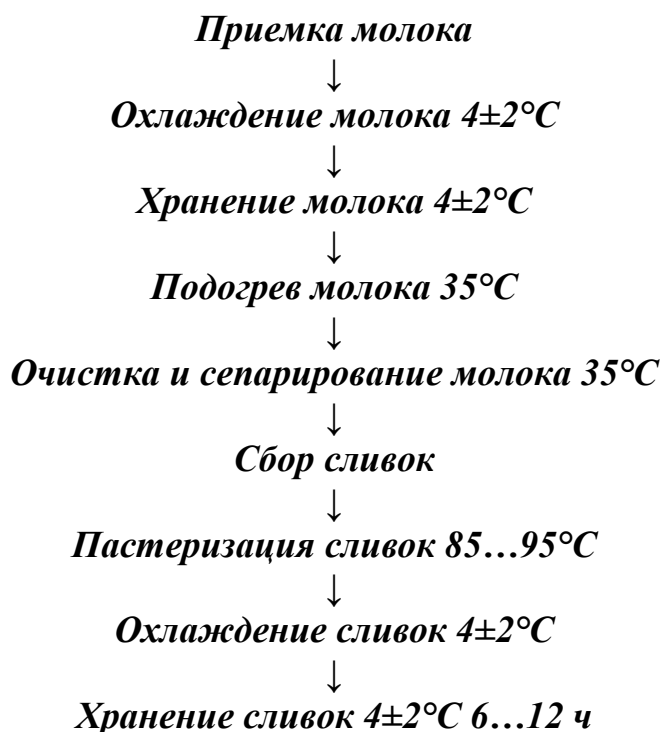 Приемка молока
↓
Охлаждение молока 4±2°С
↓
Хранение молока 4±2°С
↓
Подогрев молока 35°С
↓
Очистка и сепарирование молока 35°С
↓
Сбор сливок
↓
Пастеризация сливок 85…95°С
↓
Охлаждение сливок 4±2°С
↓
Хранение сливок 4±2°С 6…12 ч